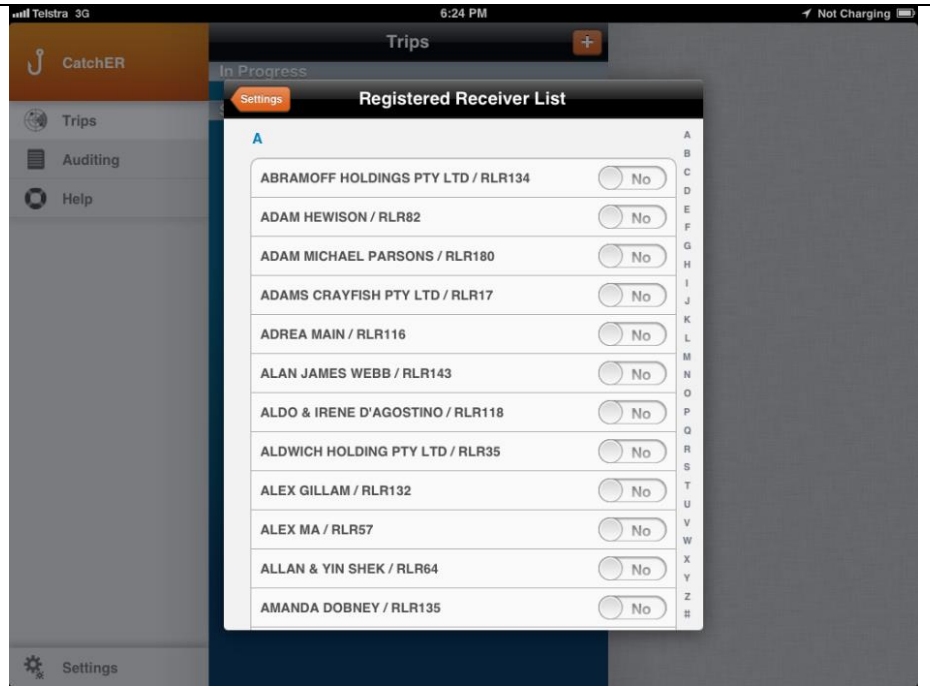 Telstra 3G
6:24 PM
Not Charging
CatchER
Trips
Auditing
Help
Settings
Trips
+
In Progress
S
Settings
Registered Receiver List
A
ABRAMOFF HOLDINGS PTY LTD / RLR134
No
ADAM HEWISON / RLR82
No
ADAM MICHAEL PARSONS / RLR180
No
ADAMS CRAYFISH PTY LTD / RLR17
No
ADREA MAIN / RLR116
No
ALAN JAMES WEBB / RLR143
No
ALDO & IRENE D'AGOSTINO / RLR118
No
ALDWICH HOLDING PTY LTD / RLR35
No
ALEX GILLAM / RLR132
No
ALEX MA / RLR57
No
ALLAN & YIN SHEK / RLR64
No
AMANDA DOBNEY / RLR135
No
A
B
C
D
E
F
G
H
I
J
K
L
M
N
O
P
Q
R
S
T
U
V
W
X
Y
Z
#